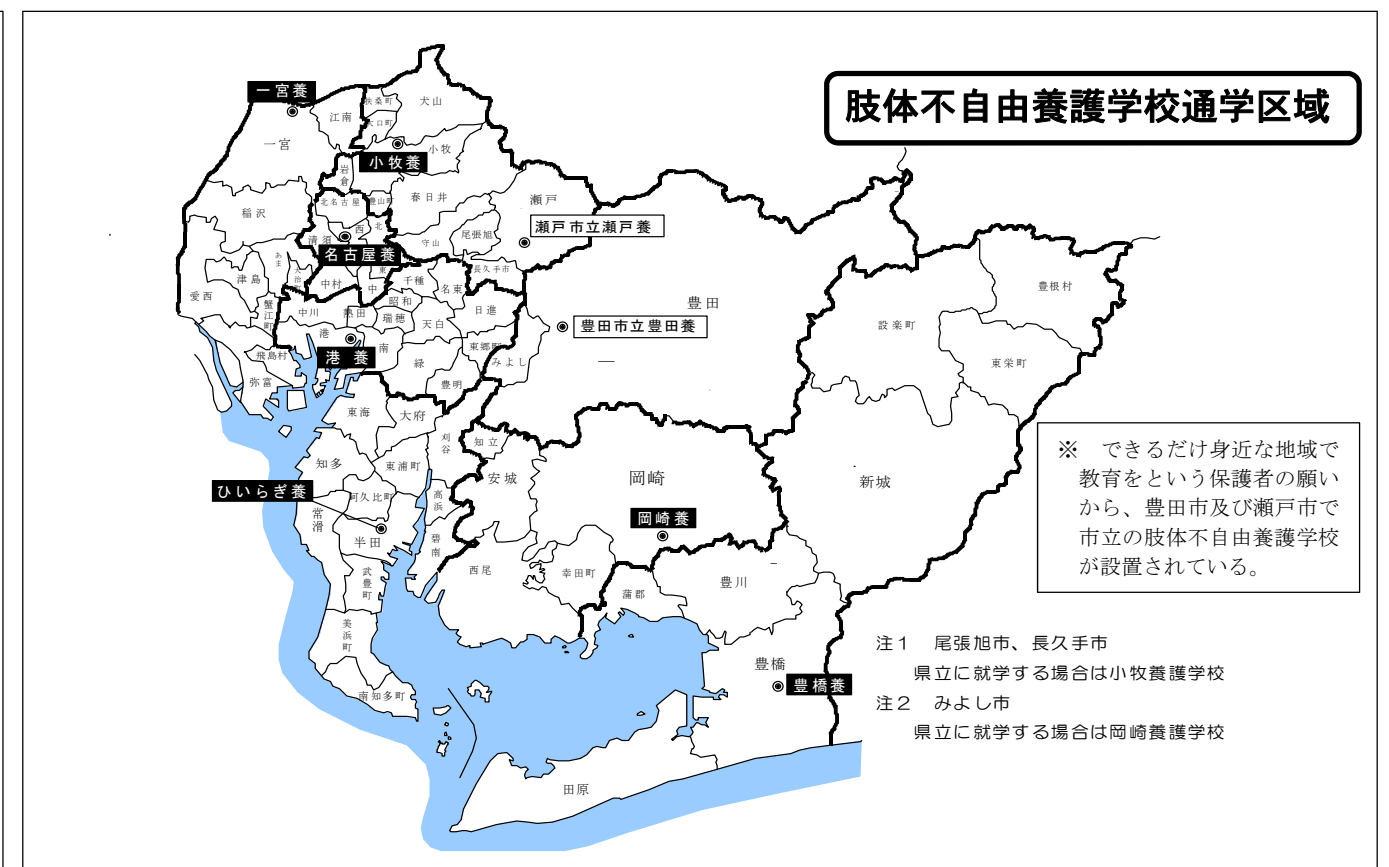 肢体不自由養護学校通学区域
一宮養
扶桑町
犬山
江南
大口町
一宮
小牧
小牧養
岩倉
春日井
瀬戸
北名古屋
豊山町
稲沢
瀬戸市立瀬戸養
尾張旭
清須
西
北
守山
名古屋養
あま
大治町
津島
中村
中
東
千種
名東
長久手市
愛西
蟹江町
中川
熱田
昭和
瑞穂
天白
日進
豊田
豊田市立豊田養
港
南
東郷町
みよし
港養
飛島村
緑
弥富
豊明
豊根村
設楽町
東栄町
東海
大府
刈谷
知立
知多
東浦町
安城
岡崎
新城
ひいらぎ養
阿久比町
高浜
常滑
岡崎養
半田
碧南
西尾
幸田町
豊川
蒲郡
武豊町
美浜町
豊橋
豊橋養
南知多町
田原
※ できるだけ身近な地域で
教育をという保護者の願い
から、豊田市及び瀬戸市で
市立の肢体不自由養護学校
が設置されている。
注１ 尾張旭市、長久手市
県立に就学する場合は小牧養護学校
注２ みよし市
県立に就学する場合は岡崎養護学校